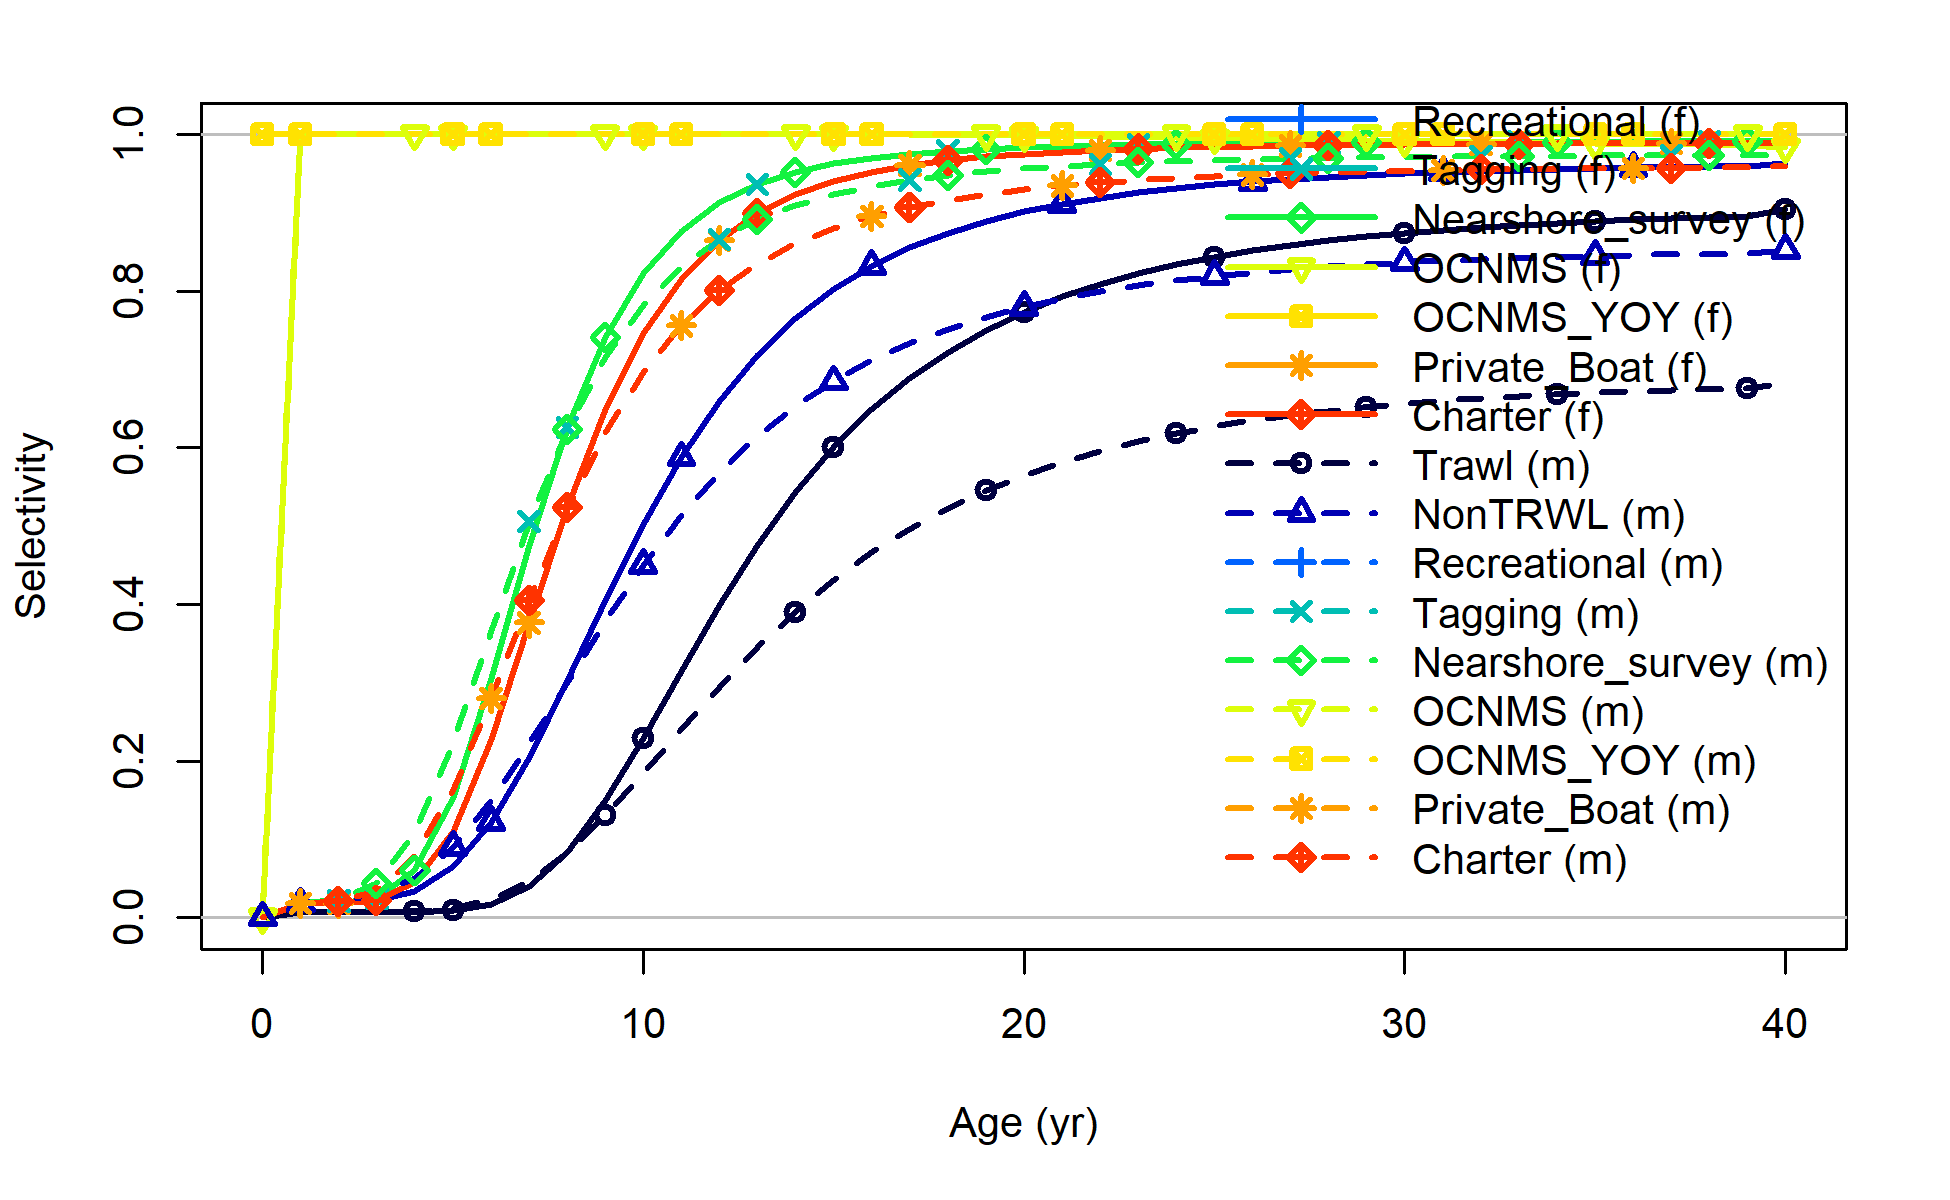 Recreational (f)
Tagging (f)
Nearshore_survey (f)
OCNMS (f)
OCNMS_YOY (f)
Private_Boat (f)
Charter (f)
Trawl (m)
NonTRWL (m)
Recreational (m)
Tagging (m)
Nearshore_survey (m)
OCNMS (m)
OCNMS_YOY (m)
Private_Boat (m)
Charter (m)
Selectivity
1.0
0.8
0.6
0.4
0.2
0.0
0 10 20 30 40
Age (yr)